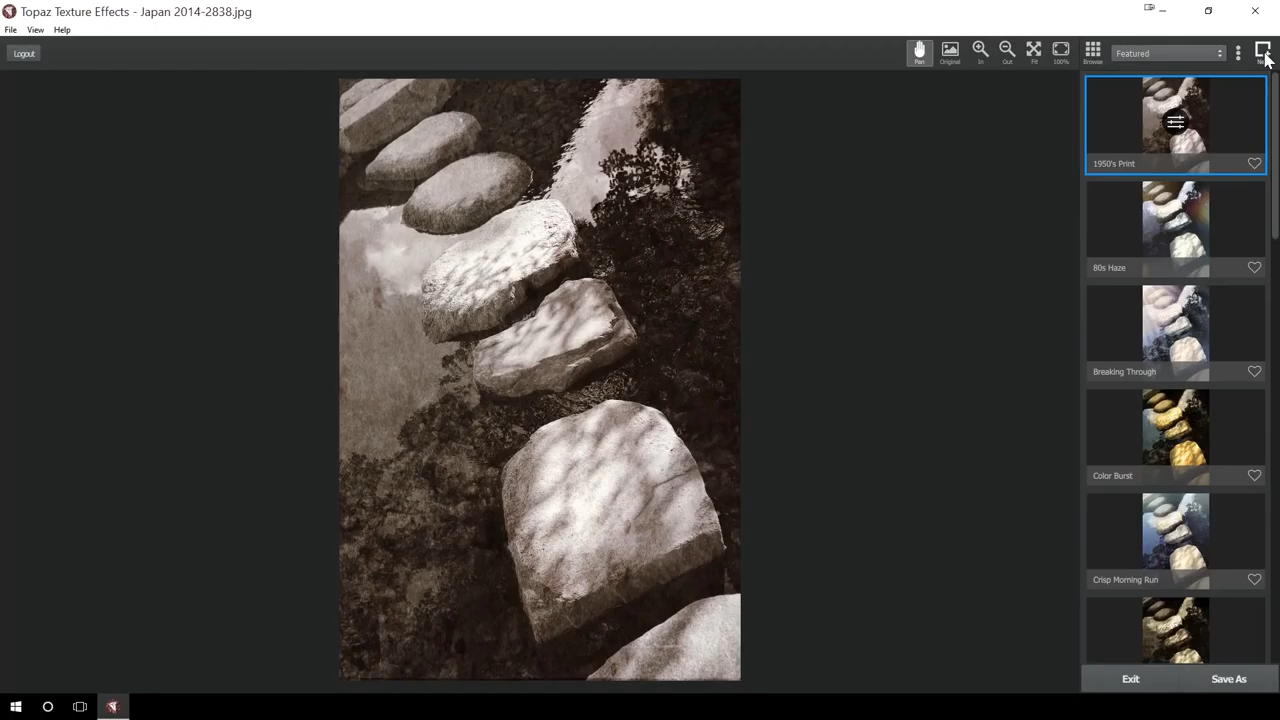 Topaz Texture Effects - Japan 2014-2838.jpg
File View Help
Logout
Pan Original In Out Fit 100% Browse Featured
1950's Print
80s Haze
Breaking Through
Color Burst
Crisp Morning Run
Exit Save As